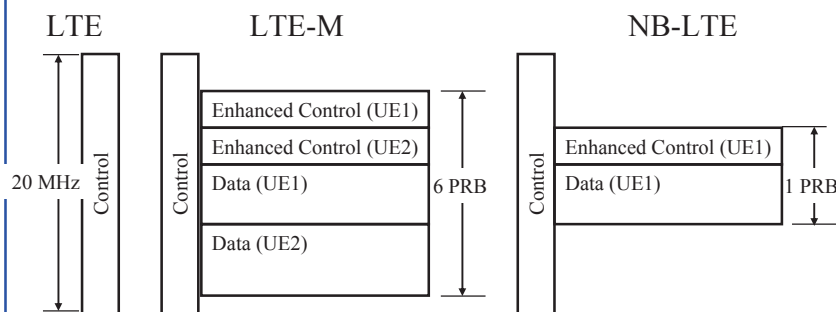 LTE
LTE-M
NB-LTE
20 MHz
Control
Control
Enhanced Control (UE1)
Enhanced Control (UE2)
Data (UE1)
Data (UE2)
6 PRB
Control
Enhanced Control (UE1)
Data (UE1)
1 PRB